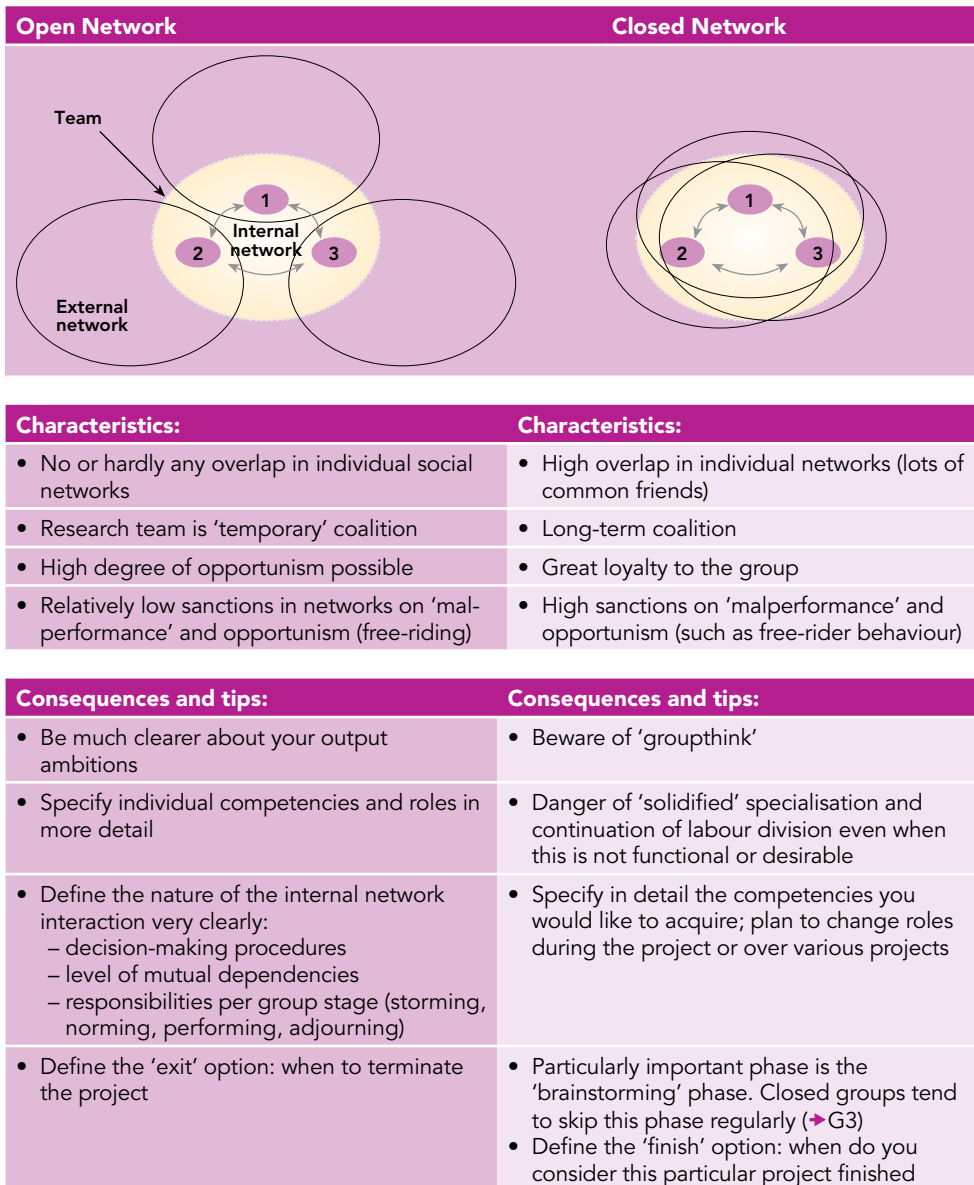 Open Network
Closed Network
Team
1
Internal
network
2
3
External
network
1
2
3
Characteristics:
Characteristics:
• No or hardly any overlap in individual social
networks
• High overlap in individual networks (lots of
common friends)
• Research team is ‘temporary’ coalition
• Long-term coalition
• High degree of opportunism possible
• Great loyalty to the group
• Relatively low sanctions in networks on ‘mal-
performance’ and opportunism (free-riding)
• High sanctions on ‘malperformance’ and
opportunism (such as free-rider behaviour)
Consequences and tips:
Consequences and tips:
• Be much clearer about your output
ambitions
• Beware of ‘groupthink’
• Specify individual competencies and roles in
more detail
• Danger of ‘solidified’ specialisation and
continuation of labour division even when
this is not functional or desirable
• Define the nature of the internal network
interaction very clearly:
– decision-making procedures
– level of mutual dependencies
– responsibilities per group stage (storming,
norming, performing, adjourning)
• Specify in detail the competencies you
would like to acquire; plan to change roles
during the project or over various projects
• Define the ‘exit’ option: when to terminate
the project
• Particularly important phase is the
‘brainstorming’ phase. Closed groups tend
to skip this phase regularly (➔G3)
• Define the ‘finish’ option: when do you
consider this particular project finished